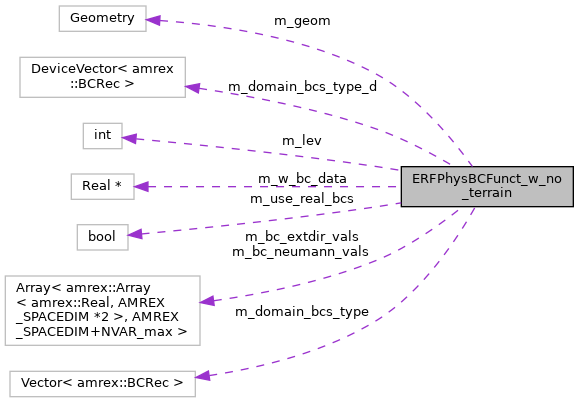 Geometry
m_geom
DeviceVector< amrex
::BCRec >
m_domain_bcs_type_d
int
m_lev
Real *
m_w_bc_data
m_use_real_bcs
bool
ERFPhysBCFunct_w_no
_terrain
m_bc_extdir_vals
m_bc_neumann_vals
Array< amrex::Array
< amrex::Real, AMREX
_SPACEDIM *2 >, AMREX
_SPACEDIM+NVAR_max >
m_domain_bcs_type
Vector< amrex::BCRec >